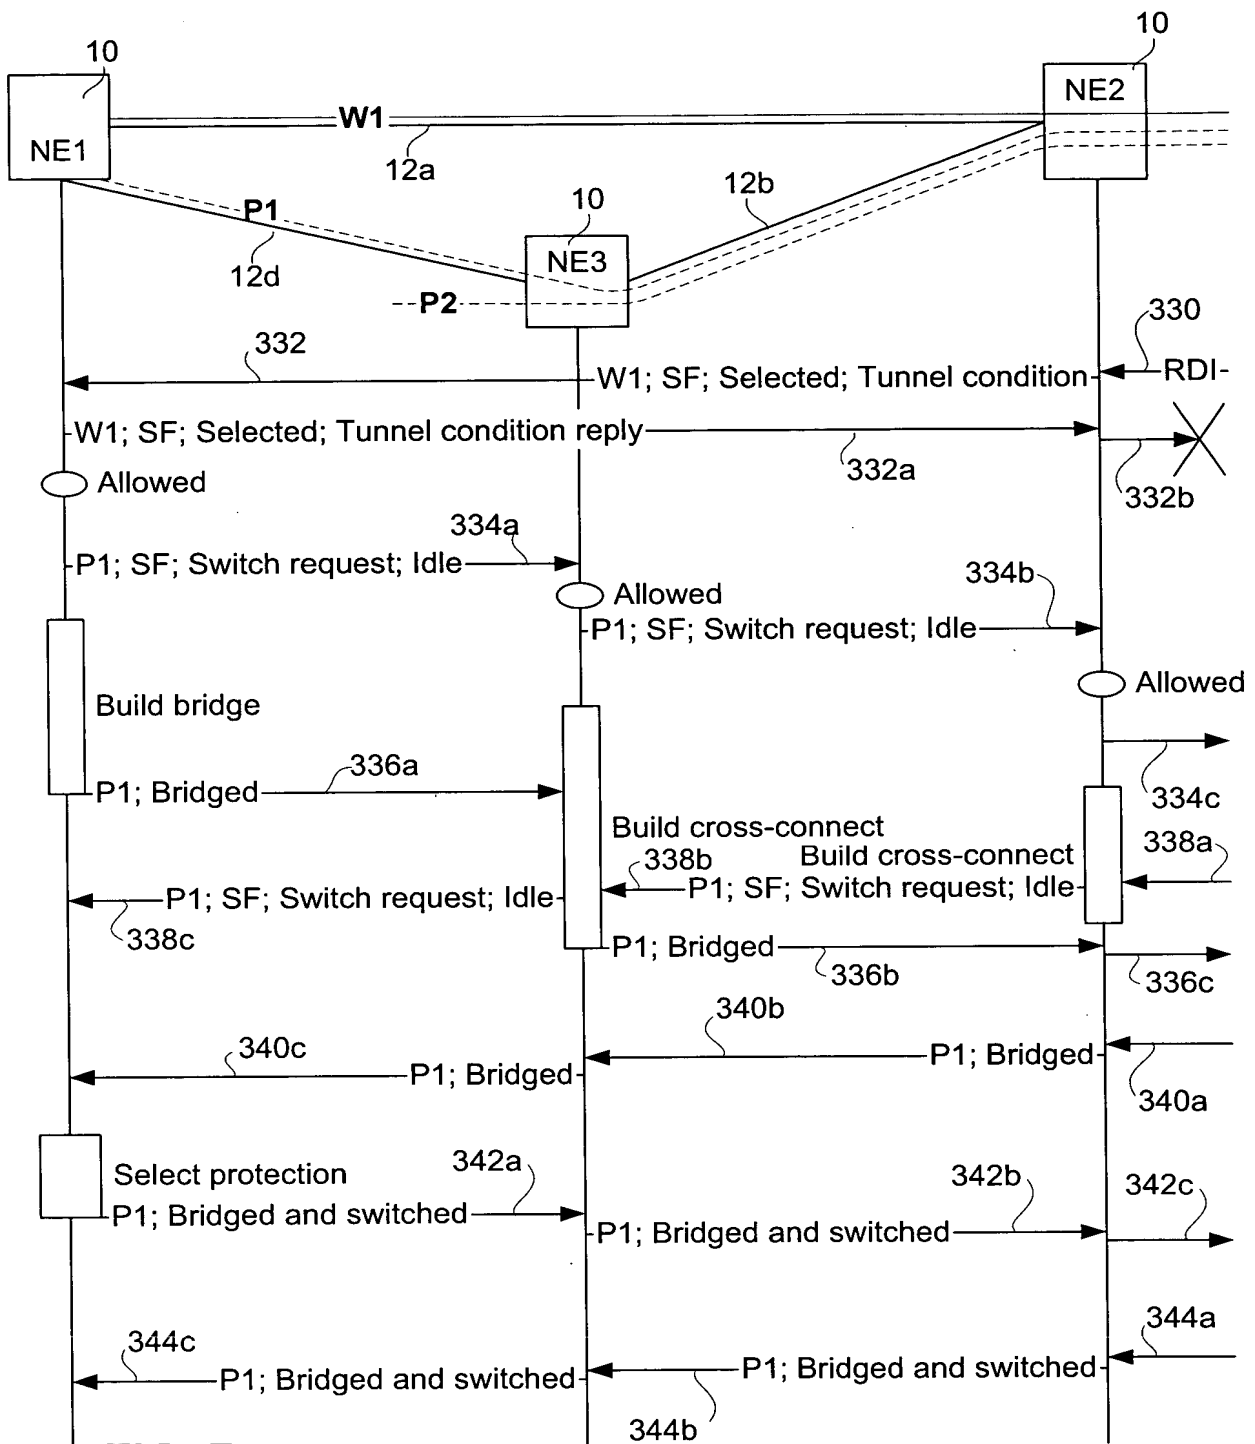 10
10
NE2
W1
NE1
12a
12b
P1
10
NE3
12d
P2
330
332
W1; SF; Selected; Tunnel condition
RDI
W1; SF; Selected; Tunnel condition reply
332a
332b
Allowed
334a
P1; SF; Switch request; Idle
334b
Allowed
P1; SF; Switch request; Idle
Allowed
Build bridge
336a
P1; Bridged
334c
Build cross-connect
338a
338b
Build cross-connect
P1; SF; Switch request; Idle
P1; SF; Switch request; Idle
338c
P1; Bridged
336b
336c
340b
340c
P1; Bridged
P1; Bridged
340a
Select protection
342a
342b
342c
P1; Bridged and switched
P1; Bridged and switched
344a
344c
P1; Bridged and switched
P1; Bridged and switched
344b